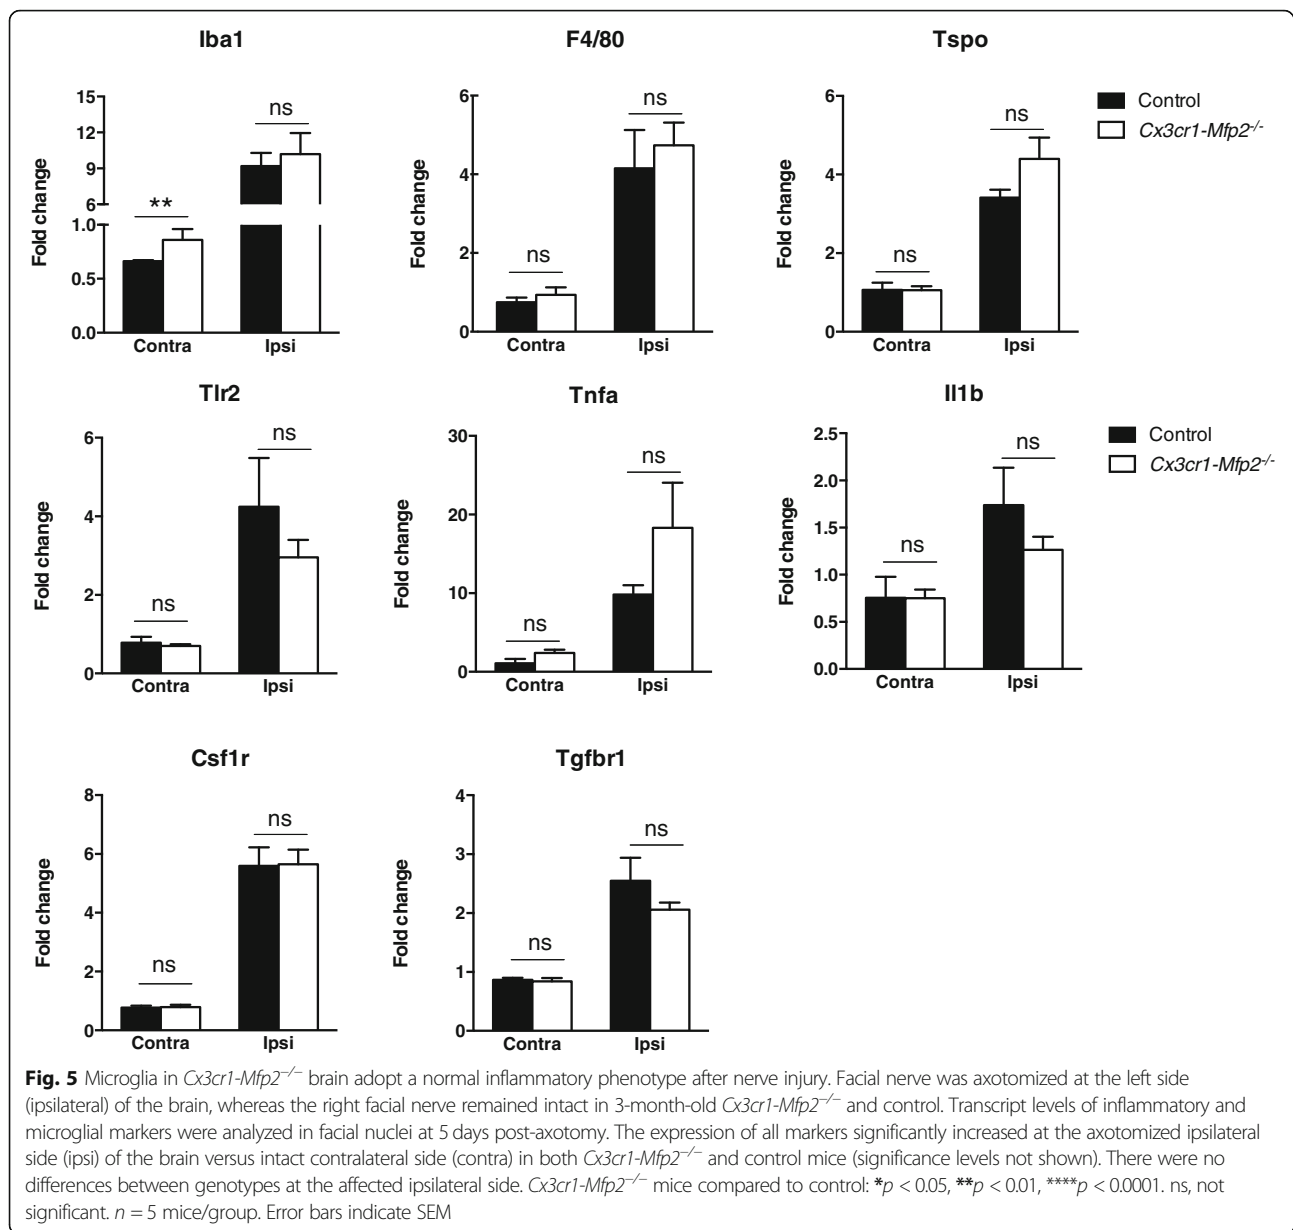 Iba1
F4/80
Tspo
Fold change
15
12
9
6
1.0
0.5
0.0
**
ns
Contra
Ipsi
Fold change
6
4
2
0
ns
ns
Contra
Ipsi
Fold change
6
4
2
0
ns
ns
Contra
Ipsi
Control
Cx3cr1-Mfp2-/-
Tlr2
Tnfa
Il1b
Fold change
6
4
2
0
ns
ns
Contra
Ipsi
Fold change
30
20
10
0
ns
ns
Contra
Ipsi
Fold change
2.5
2.0
1.5
1.0
0.5
0.0
ns
ns
Contra
Ipsi
Control
Cx3cr1-Mfp2-/-
Csf1r
Tgfbr1
Fold change
8
6
4
2
0
ns
ns
Contra
Ipsi
Fold change
4
3
2
1
0
ns
ns
Contra
Ipsi
Fig. 5 Microglia in Cx3cr1-Mfp2−/− brain adopt a normal inflammatory phenotype after nerve injury. Facial nerve was axotomized at the left side
(ipsilateral) of the brain, whereas the right facial nerve remained intact in 3-month-old Cx3cr1-Mfp2−/− and control. Transcript levels of inflammatory and
microglial markers were analyzed in facial nuclei at 5 days post-axotomy. The expression of all markers significantly increased at the axotomized ipsilateral
side (ipsi) of the brain versus intact contralateral side (contra) in both Cx3cr1-Mfp2−/− and control mice (significance levels not shown). There were no
differences between genotypes at the affected ipsilateral side. Cx3cr1-Mfp2−/− mice compared to control: *p < 0.05, **p < 0.01, ****p < 0.0001. ns, not
significant. n = 5 mice/group. Error bars indicate SEM